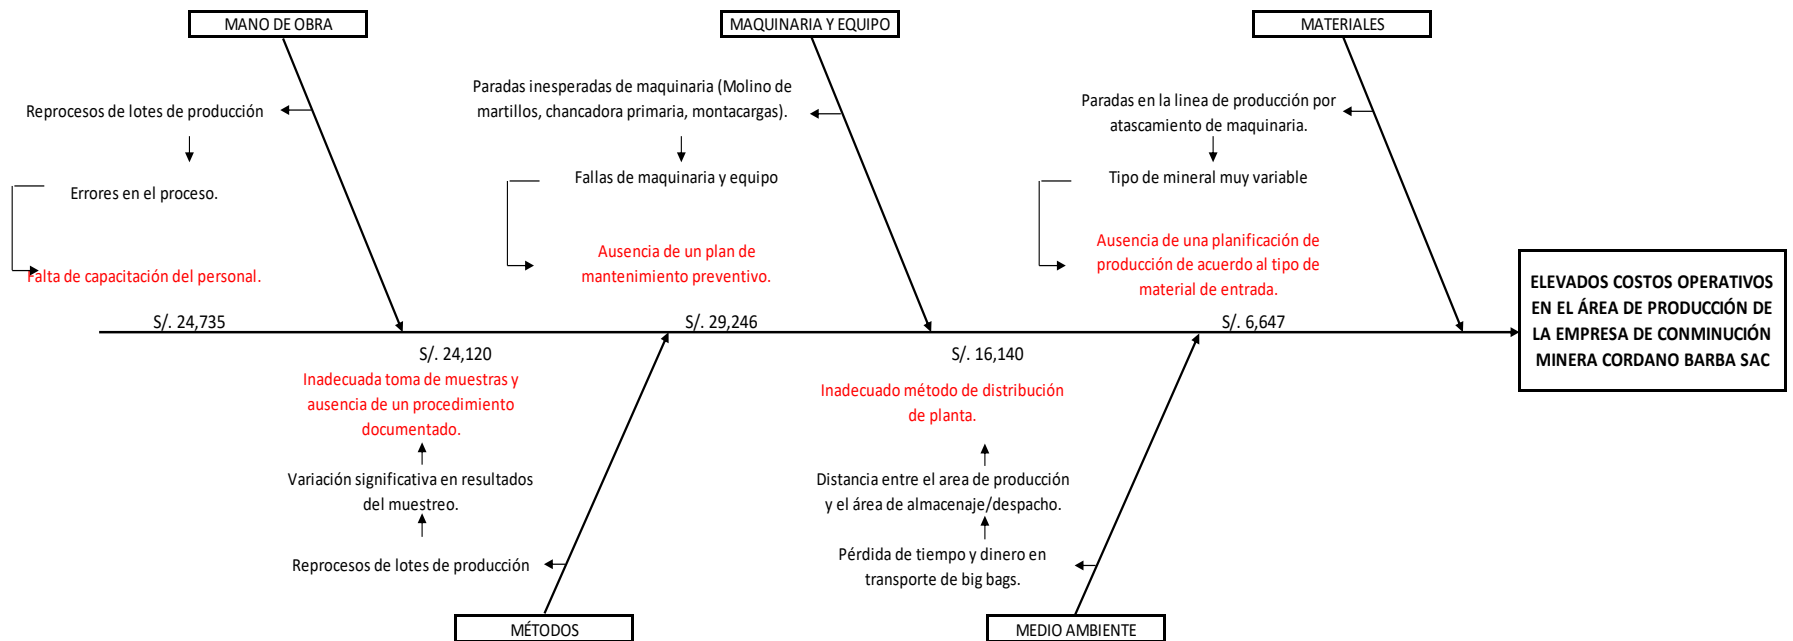 MANO DE OBRA
MAQUINARIA Y EQUIPO
MATERIALES
Reprocesos de lotes de producción
Errores en el proceso.
Falta de capacitación del personal.
S/. 24,735
Paradas inesperadas de maquinaria (Molino de
martillos, chancadora primaria, montacargas).
Fallas de maquinaria y equipo
Ausencia de un plan de
mantenimiento preventivo.
S/. 29,246
Paradas en la linea de producción por
atascamiento de maquinaria.
Tipo de mineral muy variable
Ausencia de una planificación de
producción de acuerdo al tipo de
material de entrada.
S/. 6,647
ELEVADOS COSTOS OPERATIVOS
EN EL ÁREA DE PRODUCCIÓN DE
LA EMPRESA DE CONMINUCIÓN
MINERA CORDANO BARBA SAC
S/. 24,120
Inadecuada toma de muestras y
ausencia de un procedimiento
documentado.
Variación significativa en resultados
del muestreo.
Reprocesos de lotes de producción
MÉTODOS
S/. 16,140
Inadecuado método de distribución
de planta.
Distancia entre el area de producción
y el área de almacenaje/despacho.
Pérdida de tiempo y dinero en
transporte de big bags.
MEDIO AMBIENTE